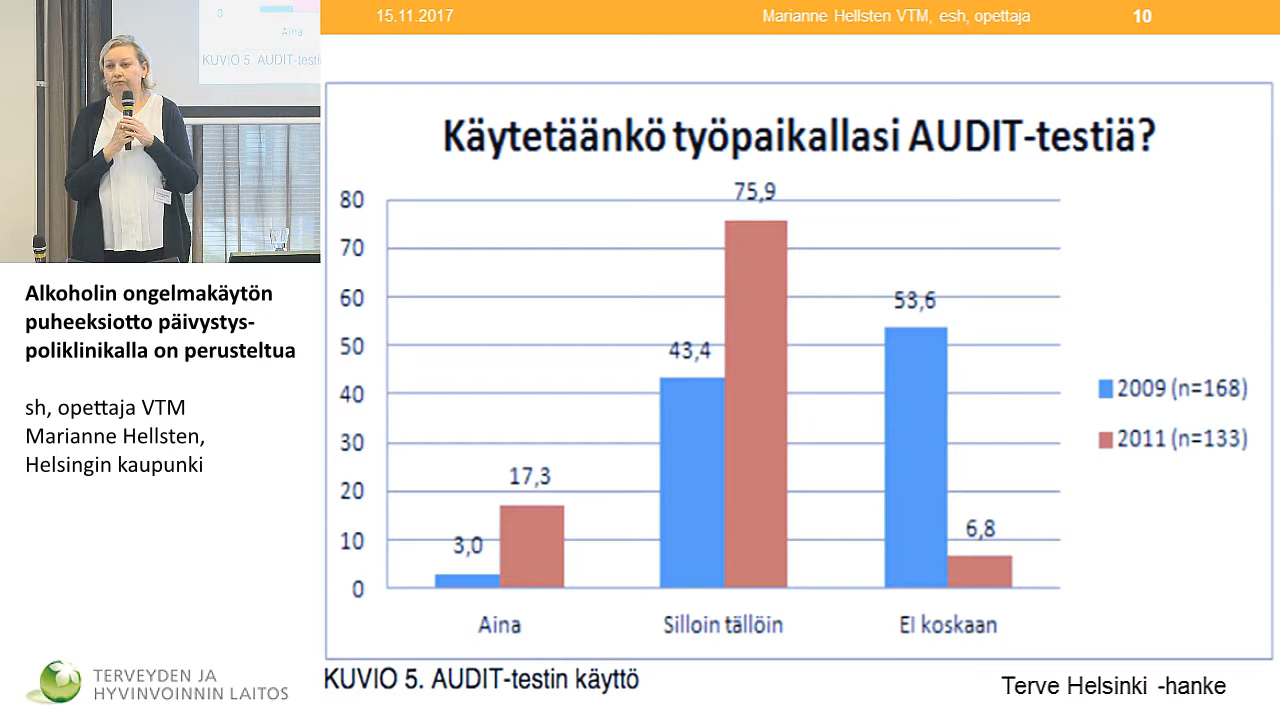 15.11.2017
Marianne Hellsten VTM, esh, opettaja
10
0
Aina
KUVIO 5. AUDIT-testi
Käytetäänkö työpaikallasi AUDIT-testiä?
80
70
60
50
40
30
20
10
0
3,0
17,3
43,4
75,9
53,6
6,8
Aina
Silloin tällöin
EI koskaan
2009 (n=168)
2011 (n=133)
KUVIO 5. AUDIT-testin käyttö
Terve Helsinki -hanke
Alkoholin ongelmakäytön
puheeksiotto päivystys-
poliklinikalla on perusteltua
sh, opettaja VTM
Marianne Hellsten,
Helsingin kaupunki
TERVEYDEN JA
HYVINVOINNIN LAITOS